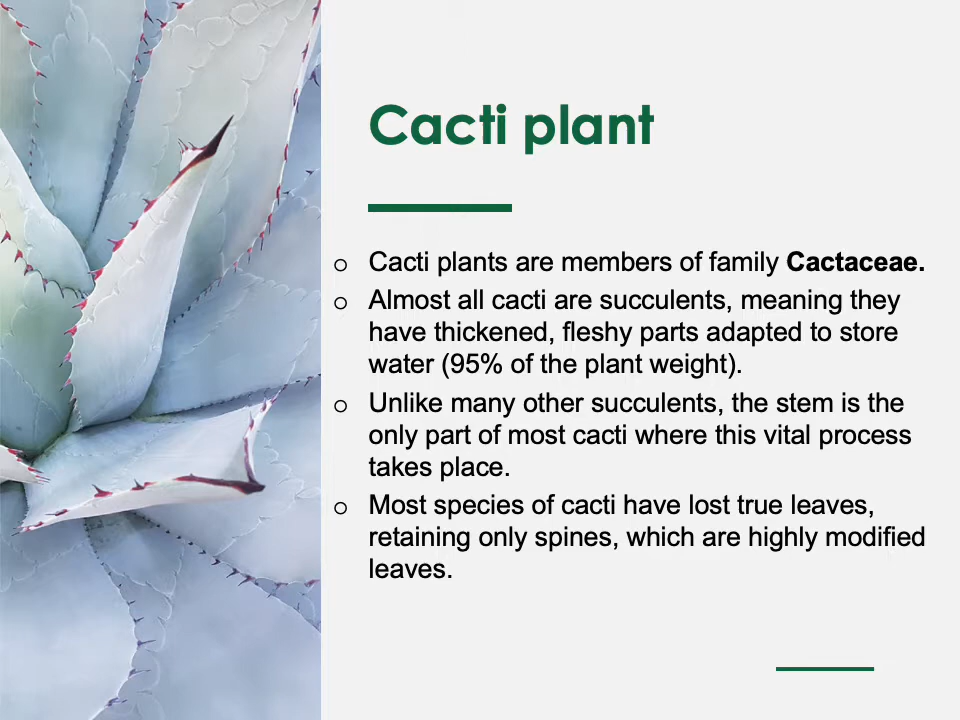 Cacti plant
o Cacti plants are members of family Cactaceae.
o Almost all cacti are succulents, meaning they
have thickened, fleshy parts adapted to store
water (95% of the plant weight).
o Unlike many other succulents, the stem is the
only part of most cacti where this vital process
takes place.
o Most species of cacti have lost true leaves,
retaining only spines, which are highly modified
leaves.